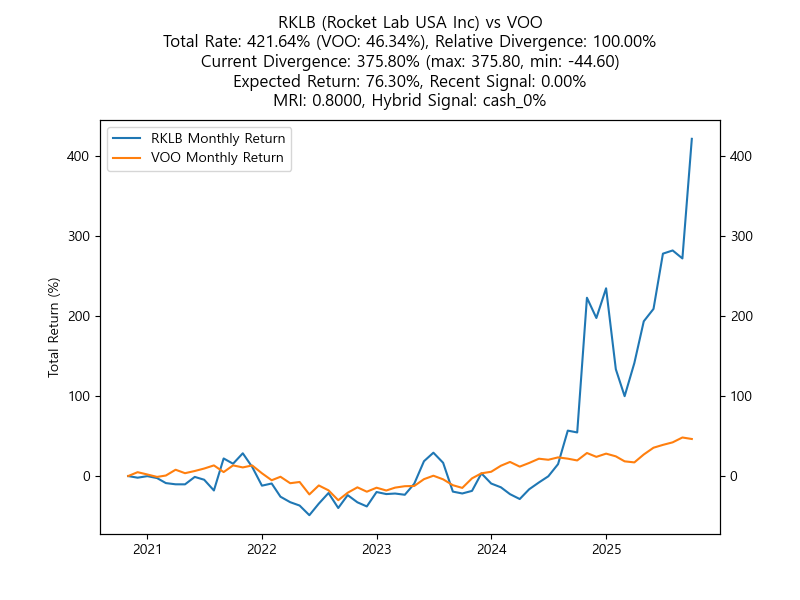 RKLB (Rocket Lab USA Inc) vs VOO
Total Rate: 421.64% (VOO: 46.34%), Relative Divergence: 100.00%
Current Divergence: 375.80% (max: 375.80, min: -44.60)
Expected Return: 76.30%, Recent Signal: 0.00%
MRI: 0.8000, Hybrid Signal: cash_0%
RKLB Monthly Return
VOO Monthly Return
400
300
200
100
0
Total Return (%)
400
300
200
100
0
2021 2022 2023 2024 2025